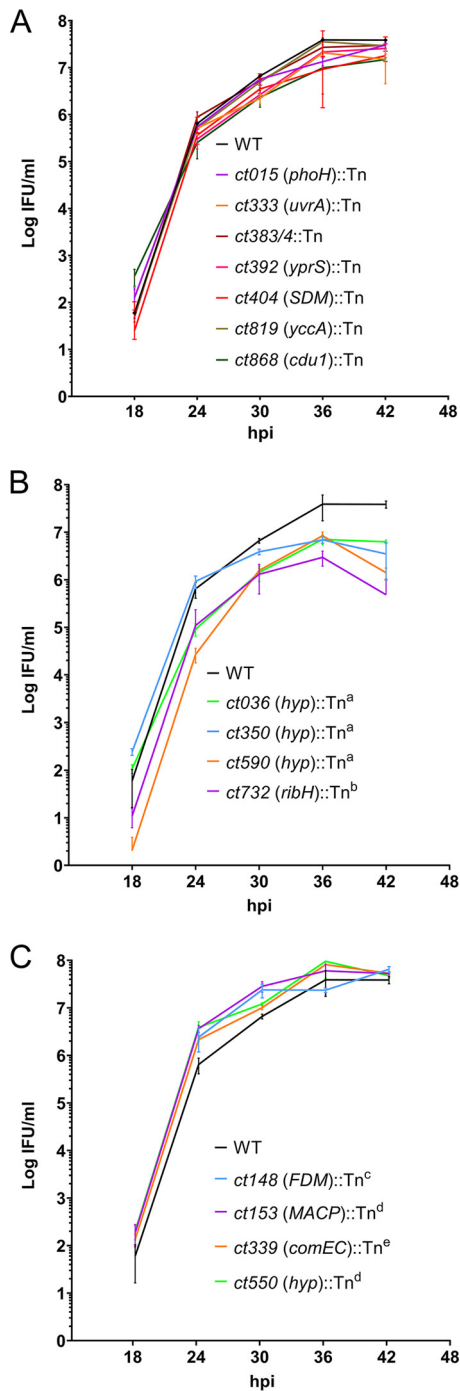 A
8
7
6
5
4
3
2
1
0
Log IFU/ml
WT
ct015 (phoH)::Tn
ct333 (uvrA)::Tn
ct383/4::Tn
ct392 (yprS)::Tn
ct404 (SDM)::Tn
ct819 (yccA)::Tn
ct868 (cdu1)::Tn
18 24 30 36 42 48
hpi
B
8
7
6
5
4
3
2
1
0
Log IFU/ml
WT
ct036 (hyp)::Tnᵃ
ct350 (hyp)::Tnᵃ
ct590 (hyp)::Tnᵃ
ct732 (ribH)::Tnᵇ
18 24 30 36 42 48
hpi
C
8
7
6
5
4
3
2
1
0
Log IFU/ml
WT
ct148 (FDM)::Tnᶜ
ct153 (MACP)::Tnᵈ
ct339 (comEC)::Tnᵉ
ct550 (hyp)::Tnᵈ
18 24 30 36 42 48
hpi